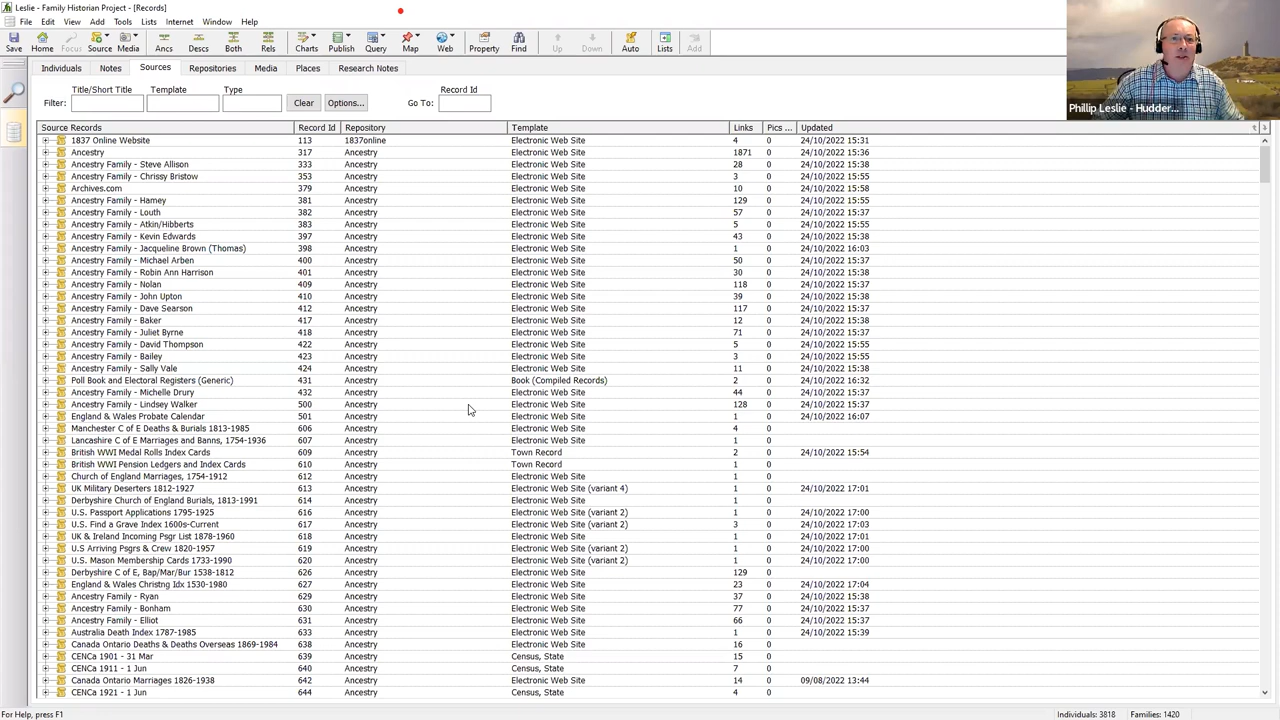 Leslie - Family Historian Project - [Records]
File Edit View Add Tools Lists Internet Window Help
Save Home Focus Source Media Ancs Descs Both Rels Charts Publish Query Map Web Property Find Up Down Auto Lists Add
Individuals Notes Sources Repositories Media Places Research Notes
Title/Short Title Template Type Record Id
Filter: Clear Options... Go To:
Source Records Record Id Repository Template Links Pics ... Updated
1837 Online Website 113 1837online Electronic Web Site 4 0 24/10/2022 15:31
Ancestry 317 Ancestry Electronic Web Site 1871 0 24/10/2022 15:36
Ancestry Family - Steve Allison 333 Ancestry Electronic Web Site 28 0 24/10/2022 15:38
Ancestry Family - Chrissy Bristow 353 Ancestry Electronic Web Site 3 0 24/10/2022 15:55
Archives.com 379 Ancestry Electronic Web Site 10 0 24/10/2022 15:58
Ancestry Family - Hamey 381 Ancestry Electronic Web Site 129 0 24/10/2022 15:55
Ancestry Family - Louth 382 Ancestry Electronic Web Site 57 0 24/10/2022 15:37
Ancestry Family - Atkin/Hibberts 383 Ancestry Electronic Web Site 5 0 24/10/2022 15:55
Ancestry Family - Kevin Edwards 397 Ancestry Electronic Web Site 43 0 24/10/2022 15:38
Ancestry Family - Jacqueline Brown (Thomas) 398 Ancestry Electronic Web Site 1 0 24/10/2022 16:03
Ancestry Family - Michael Arben 400 Ancestry Electronic Web Site 50 0 24/10/2022 15:37
Ancestry Family - Robin Ann Harrison 401 Ancestry Electronic Web Site 30 0 24/10/2022 15:38
Ancestry Family - Nolan 409 Ancestry Electronic Web Site 118 0 24/10/2022 15:37
Ancestry Family - John Upton 410 Ancestry Electronic Web Site 39 0 24/10/2022 15:38
Ancestry Family - Dave Searson 412 Ancestry Electronic Web Site 117 0 24/10/2022 15:37
Ancestry Family - Baker 417 Ancestry Electronic Web Site 12 0 24/10/2022 15:38
Ancestry Family - Juliet Byrne 418 Ancestry Electronic Web Site 71 0 24/10/2022 15:37
Ancestry Family - David Thompson 422 Ancestry Electronic Web Site 5 0 24/10/2022 15:55
Ancestry Family - Bailey 423 Ancestry Electronic Web Site 3 0 24/10/2022 15:55
Ancestry Family - Sally Vale 424 Ancestry Electronic Web Site 11 0 24/10/2022 15:38
Poll Book and Electoral Registers (Generic) 431 Ancestry Book (Compiled Records) 2 0 24/10/2022 16:32
Ancestry Family - Michelle Drury 432 Ancestry Electronic Web Site 44 0 24/10/2022 15:37
Ancestry Family - Lindsey Walker 500 Ancestry Electronic Web Site 128 0 24/10/2022 15:37
England & Wales Probate Calendar 501 Ancestry Electronic Web Site 1 0 24/10/2022 16:07
Manchester C of E Deaths & Burials 1813-1985 606 Ancestry Electronic Web Site 4 0
Lancashire C of E Marriages and Banns, 1754-1936 607 Ancestry Electronic Web Site 1 0
British WWI Medal Rolls Index Cards 609 Ancestry Town Record 2 0 24/10/2022 15:54
British WWI Pension Ledgers and Index Cards 610 Ancestry Town Record 1 0
Church of England Marriages, 1754-1912 612 Ancestry Electronic Web Site 1 0
UK Military Deserters 1812-1927 613 Ancestry Electronic Web Site (variant 4) 1 0 24/10/2022 17:01
Derbyshire Church of England Burials, 1813-1991 614 Ancestry Electronic Web Site 1 0
U.S. Passport Applications 1795-1925 616 Ancestry Electronic Web Site (variant 2) 1 0 24/10/2022 17:00
U.S. Find a Grave Index 1600s-Current 617 Ancestry Electronic Web Site (variant 2) 3 0 24/10/2022 17:03
UK & Ireland Incoming Psgr List 1878-1960 618 Ancestry Electronic Web Site 1 0 24/10/2022 17:01
U.S Arriving Psgrs & Crew 1820-1957 619 Ancestry Electronic Web Site (variant 2) 1 0 24/10/2022 17:00
U.S. Mason Membership Cards 1733-1990 620 Ancestry Electronic Web Site (variant 2) 1 0 24/10/2022 17:00
Derbyshire C of E, Bap/Mar/Bur 1538-1812 626 Ancestry Electronic Web Site 129 0
England & Wales Christng Idx 1530-1980 627 Ancestry Electronic Web Site 23 0 24/10/2022 17:04
Ancestry Family - Ryan 629 Ancestry Electronic Web Site 37 0 24/10/2022 15:38
Ancestry Family - Bonham 630 Ancestry Electronic Web Site 77 0 24/10/2022 15:37
Ancestry Family - Elliot 631 Ancestry Electronic Web Site 66 0 24/10/2022 15:37
Australia Death Index 1787-1985 633 Ancestry Electronic Web Site 1 0 24/10/2022 15:39
Canada Ontario Deaths & Deaths Overseas 1869-1984 638 Ancestry Electronic Web Site 16 0
CENCa 1901 - 31 Mar 639 Ancestry Census, State 15 0
CENCa 1911 - 1 Jun 640 Ancestry Census, State 7 0
Canada Ontario Marriages 1826-1938 642 Ancestry Electronic Web Site 14 0 09/08/2022 13:44
CENCa 1921 - 1 Jun 644 Ancestry Census, State 4 0
For Help, press F1 Individuals: 3818 Families: 1420
Phillip Leslie - Hudder...